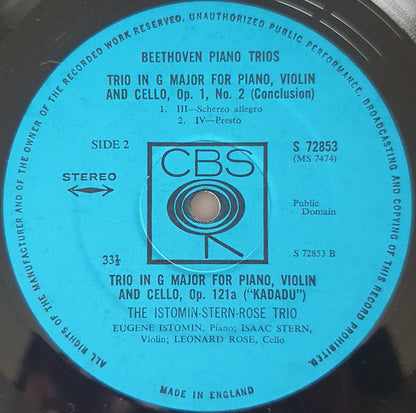 ALL RIGHTS OF THE MANUFACTURER AND OF THE OWNER OF THE RECORDED WORK RESERVED. UNAUTHORIZED PUBLIC PERFORMANCE, BROADCASTING AND COPYING OF THIS RECORD PROHIBITED.
BEETHOVEN PIANO TRIOS
TRIO IN G MAJOR FOR PIANO, VIOLIN
AND CELLO, Op. 1, No. 2 (Conclusion)
1. III—Scherzo allegro
2. IV—Presto
SIDE 2
CBS
S 72853
(MS 7474)
STEREO
Public
Domain
33⅓
S 72853 B
TRIO IN G MAJOR FOR PIANO, VIOLIN
AND CELLO, Op. 121a ("KADADU")
THE ISTOMIN-STERN-ROSE TRIO
EUGENE ISTOMIN, Piano; ISAAC STERN,
Violin; LEONARD ROSE, Cello
MADE IN ENGLAND